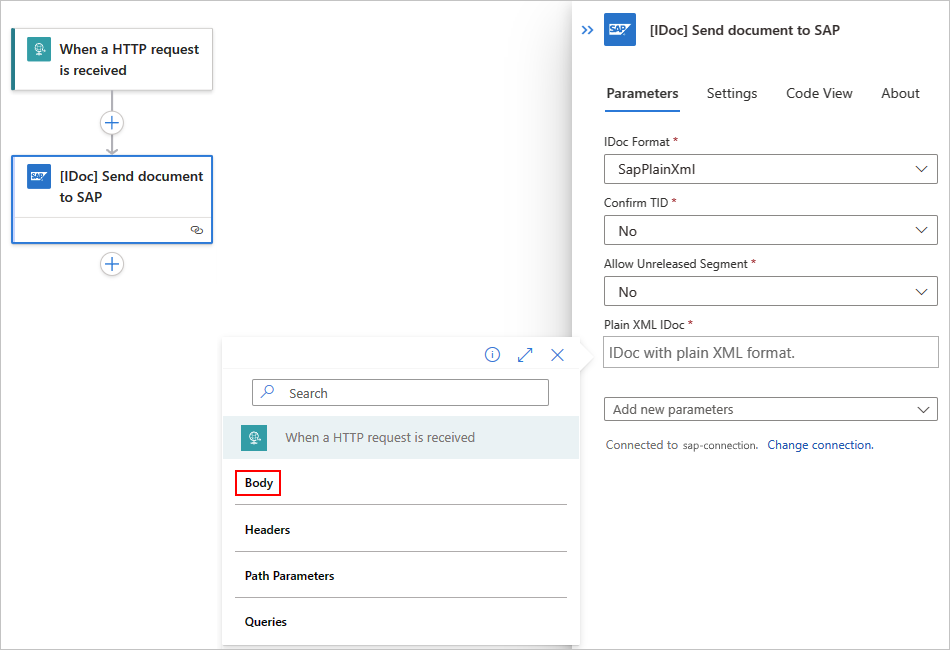 When a HTTP request
is received
SAP
[IDoc] Send document
to SAP
SAP
[IDoc] Send document to SAP
Parameters
Settings
Code View
About
IDoc Format *
SapPlainXml
Confirm TID *
No
Allow Unreleased Segment *
No
Plain XML IDoc *
IDoc with plain XML format.
Add new parameters
Connected to sap-connection. Change connection.
Search
When a HTTP request is received
Body
Headers
Path Parameters
Queries